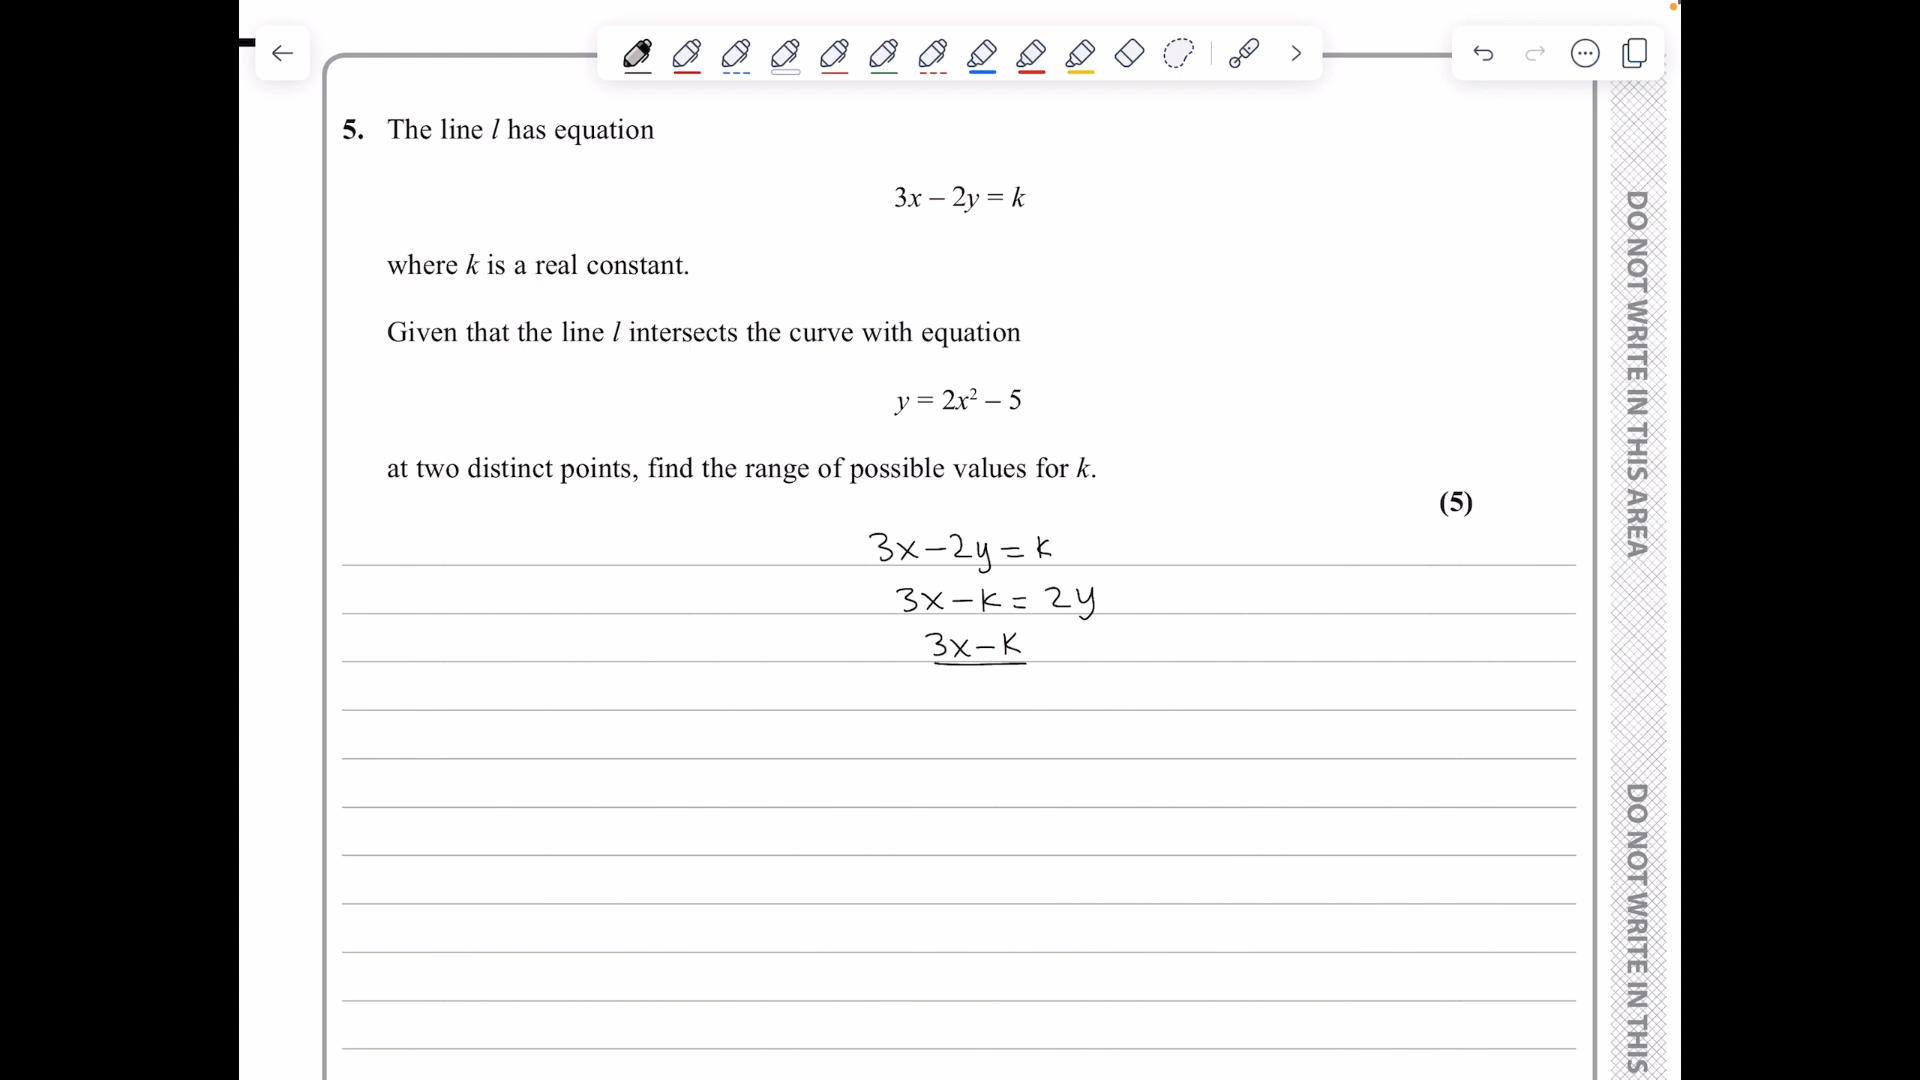 5. The line l has equation
3x – 2y = k
where k is a real constant.
Given that the line l intersects the curve with equation
y = 2x² – 5
at two distinct points, find the range of possible values for k.
(5)
3x-2y=k
3x-k=2y
3x-k
DO NOT WRITE IN THIS AREA
DO NOT WRITE IN THIS